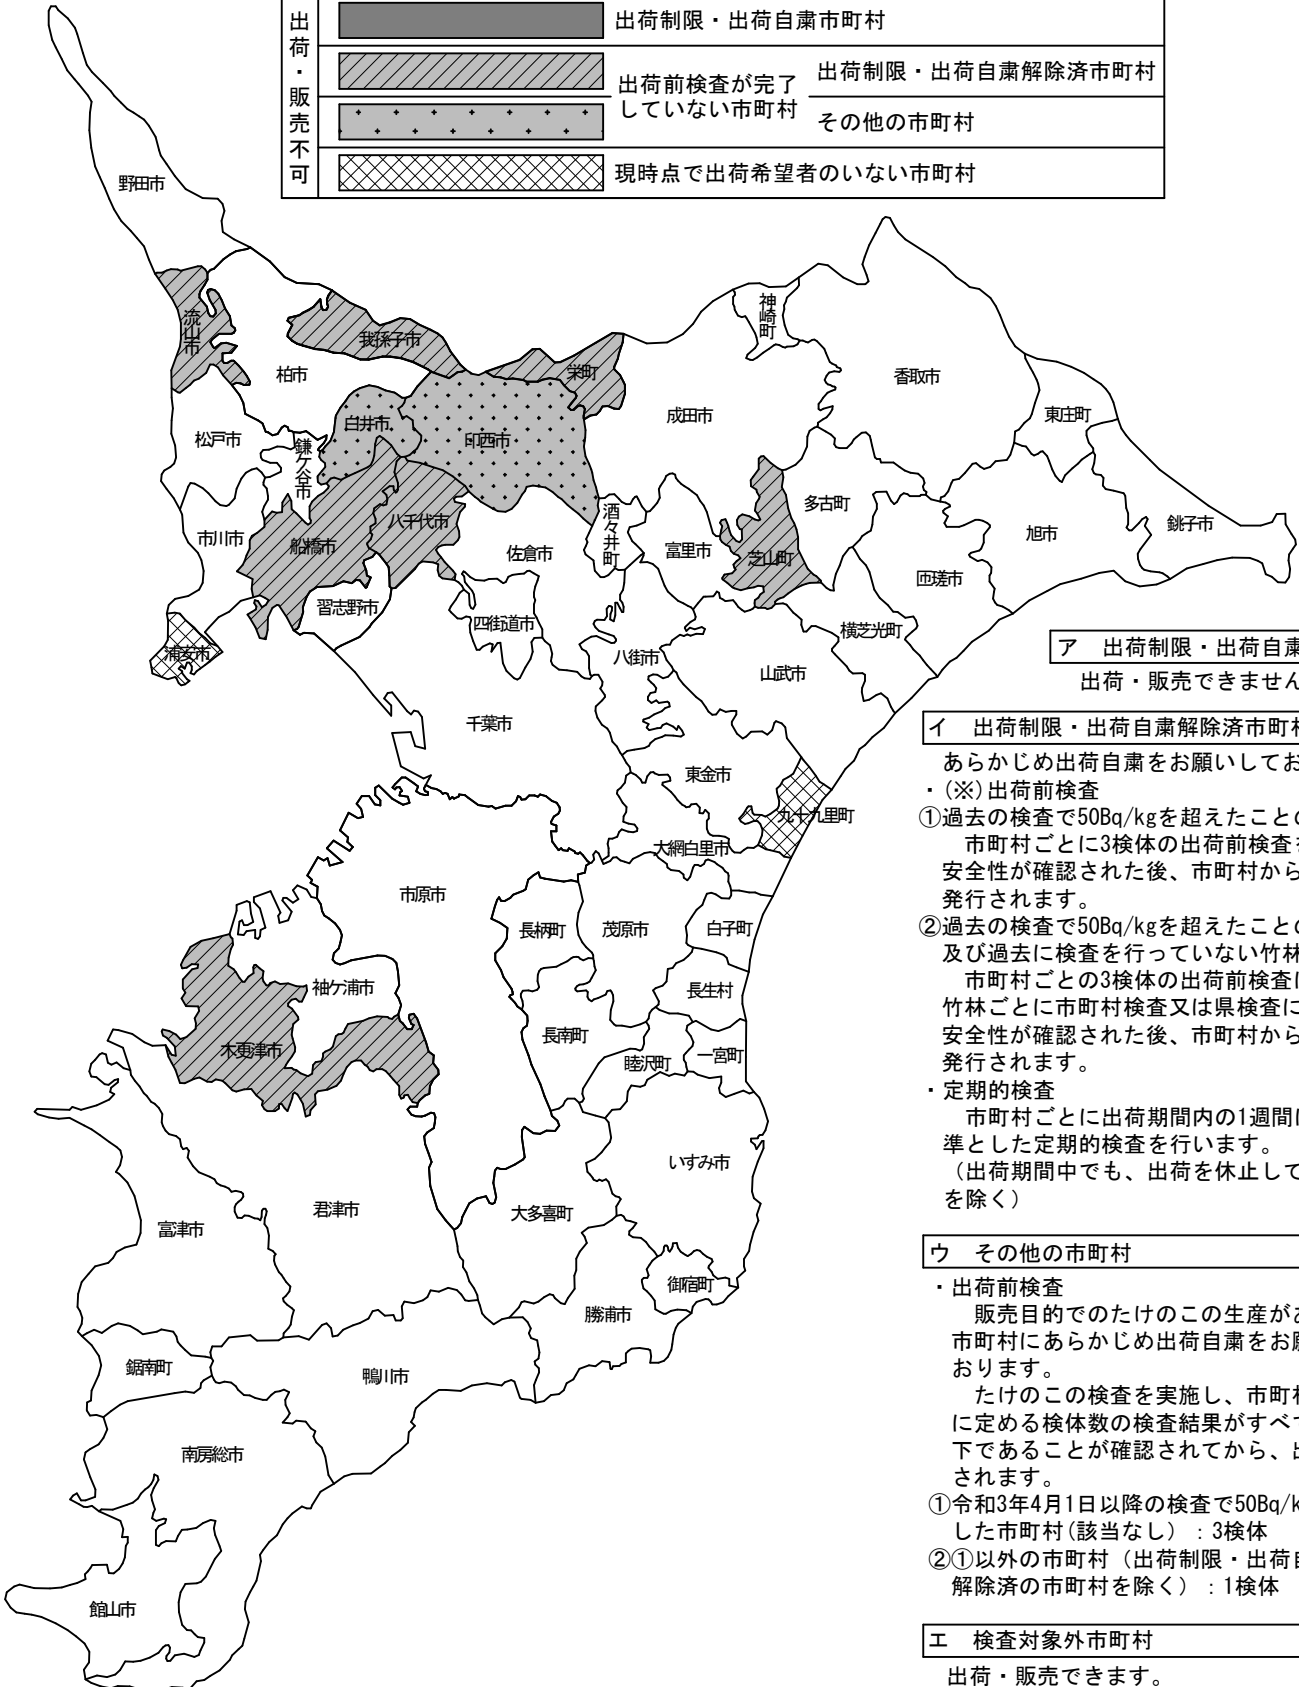 出荷・販売不可
出荷制限・出荷自粛市町村
出荷前検査が完了
していない市町村
出荷制限・出荷自粛解除済市町村
その他の市町村
現時点で出荷希望者のいない市町村
野田市
流山市
我孫子市
柏市
栄町
神崎町
香取市
成田市
東庄町
白井市
印西市
松戸市
鎌ケ谷市
多古町
酒々井町
八千代市
市川市
船橋市
佐倉市
富里市
芝山町
旭市
銚子市
匝瑳市
習志野市
四街道市
横芝光町
浦安市
八街市
山武市
千葉市
東金市
九十九里町
大網白里市
市原市
長柄町
茂原市
白子町
袖ケ浦市
長生村
木更津市
長南町
睦沢町
一宮町
いすみ市
君津市
大多喜町
富津市
御宿町
勝浦市
鋸南町
鴨川市
南房総市
館山市
ア 出荷制限・出荷自粛
出荷・販売できません
イ 出荷制限・出荷自粛解除済市町村
あらかじめ出荷自粛をお願いしてお
・(※)出荷前検査
①過去の検査で50Bq/kgを超えたことの
市町村ごとに3検体の出荷前検査を
安全性が確認された後、市町村から
発行されます。
②過去の検査で50Bq/kgを超えたことの
及び過去に検査を行っていない竹林
市町村ごとの3検体の出荷前検査に
竹林ごとに市町村検査又は県検査に
安全性が確認された後、市町村から
発行されます。
・定期的検査
市町村ごとに出荷期間内の1週間に
準とした定期的検査を行います。
（出荷期間中でも、出荷を休止して
を除く）
ウ その他の市町村
・出荷前検査
販売目的でのたけのこの生産があ
市町村にあらかじめ出荷自粛をお願
おります。
たけのこの検査を実施し、市町村
に定める検体数の検査結果がすべて
下であることが確認されてから、出
されます。
①令和3年4月1日以降の検査で50Bq/k
した市町村(該当なし）：3検体
②①以外の市町村（出荷制限・出荷自
解除済の市町村を除く）：1検体
エ 検査対象外市町村
出荷・販売できます。